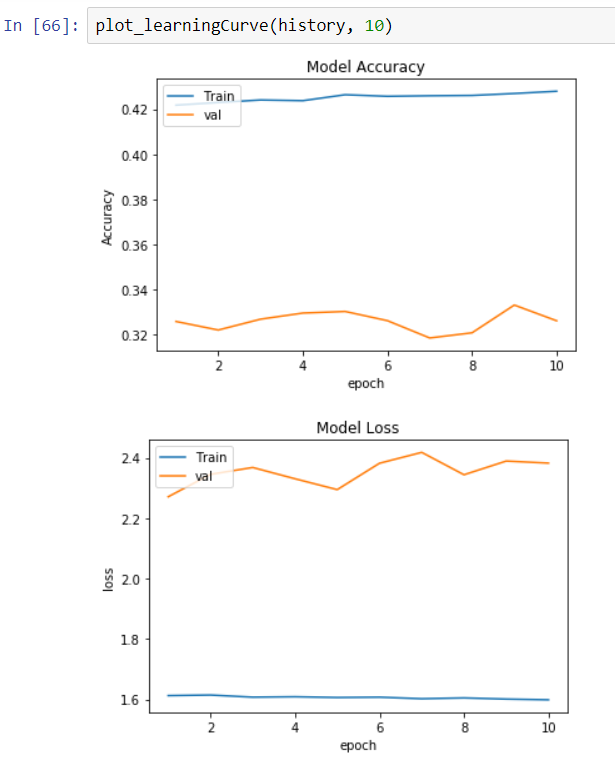 In [66]: plot_learningCurve(history, 10)
Model Accuracy
Train
val
0.42
0.40
0.38
0.36
0.34
0.32
Accuracy
2 4 6 8 10
epoch
Model Loss
Train
val
2.4
2.2
2.0
1.8
1.6
loss
2 4 6 8 10
epoch